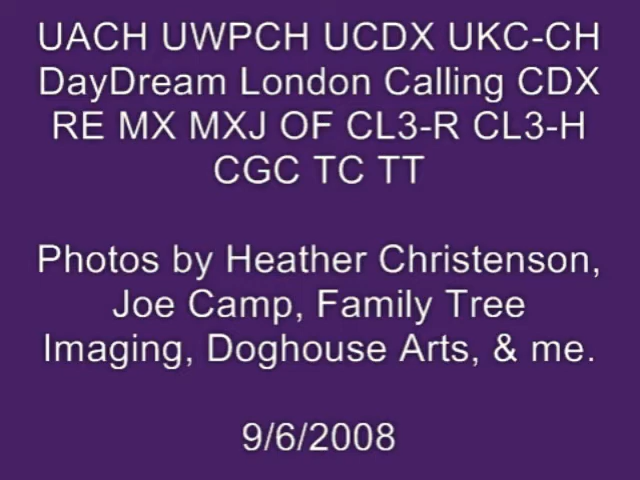 UACH UWPCH UCDX UKC-CH
DayDream London Calling CDX
RE MX MXJ OF CL3-R CL3-H
CGC TC TT
Photos by Heather Christenson,
Joe Camp, Family Tree
Imaging, Doghouse Arts, & me.
9/6/2008